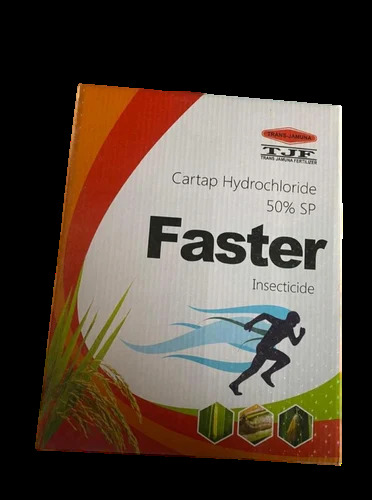 TRANS-JAMUNA
TJF
TRANS JAMUNA FERTILIZER
Cartap Hydrochloride
50% SP
Faster
Insecticide